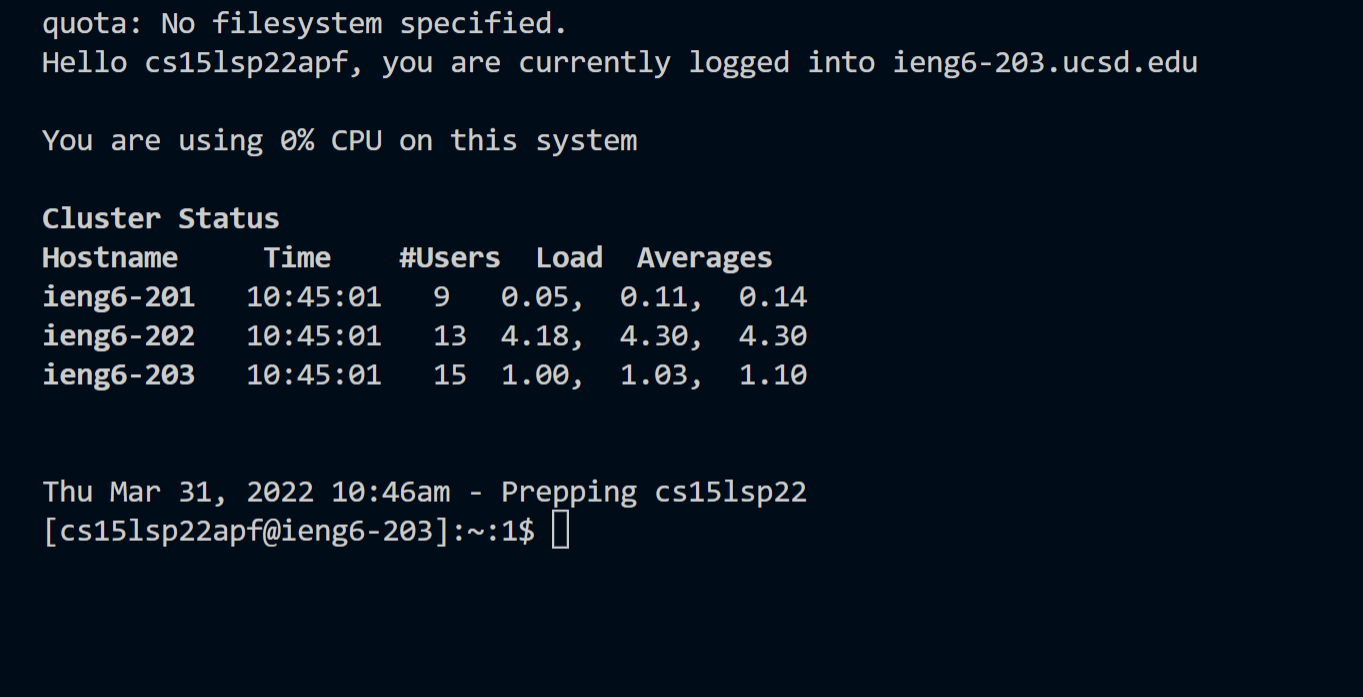 quota: No filesystem specified.
Hello cs15lsp22apf, you are currently logged into ieng6-203.ucsd.edu
You are using 0% CPU on this system
Cluster Status
Hostname     Time    #Users  Load  Averages
ieng6-201   10:45:01   9   0.05,  0.11,  0.14
ieng6-202   10:45:01   13  4.18,  4.30,  4.30
ieng6-203   10:45:01   15  1.00,  1.03,  1.10
Thu Mar 31, 2022 10:46am - Prepping cs15lsp22
[cs15lsp22apf@ieng6-203]:~:1$